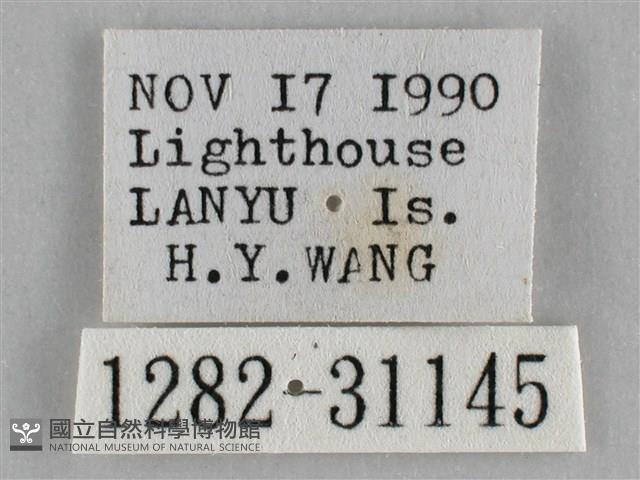 NOV 17 1990
Lighthouse
LANYU Is.
H.Y.WANG
1282-31145
國立自然科學博物館
NATIONAL MUSEUM OF NATURAL SCIENCE